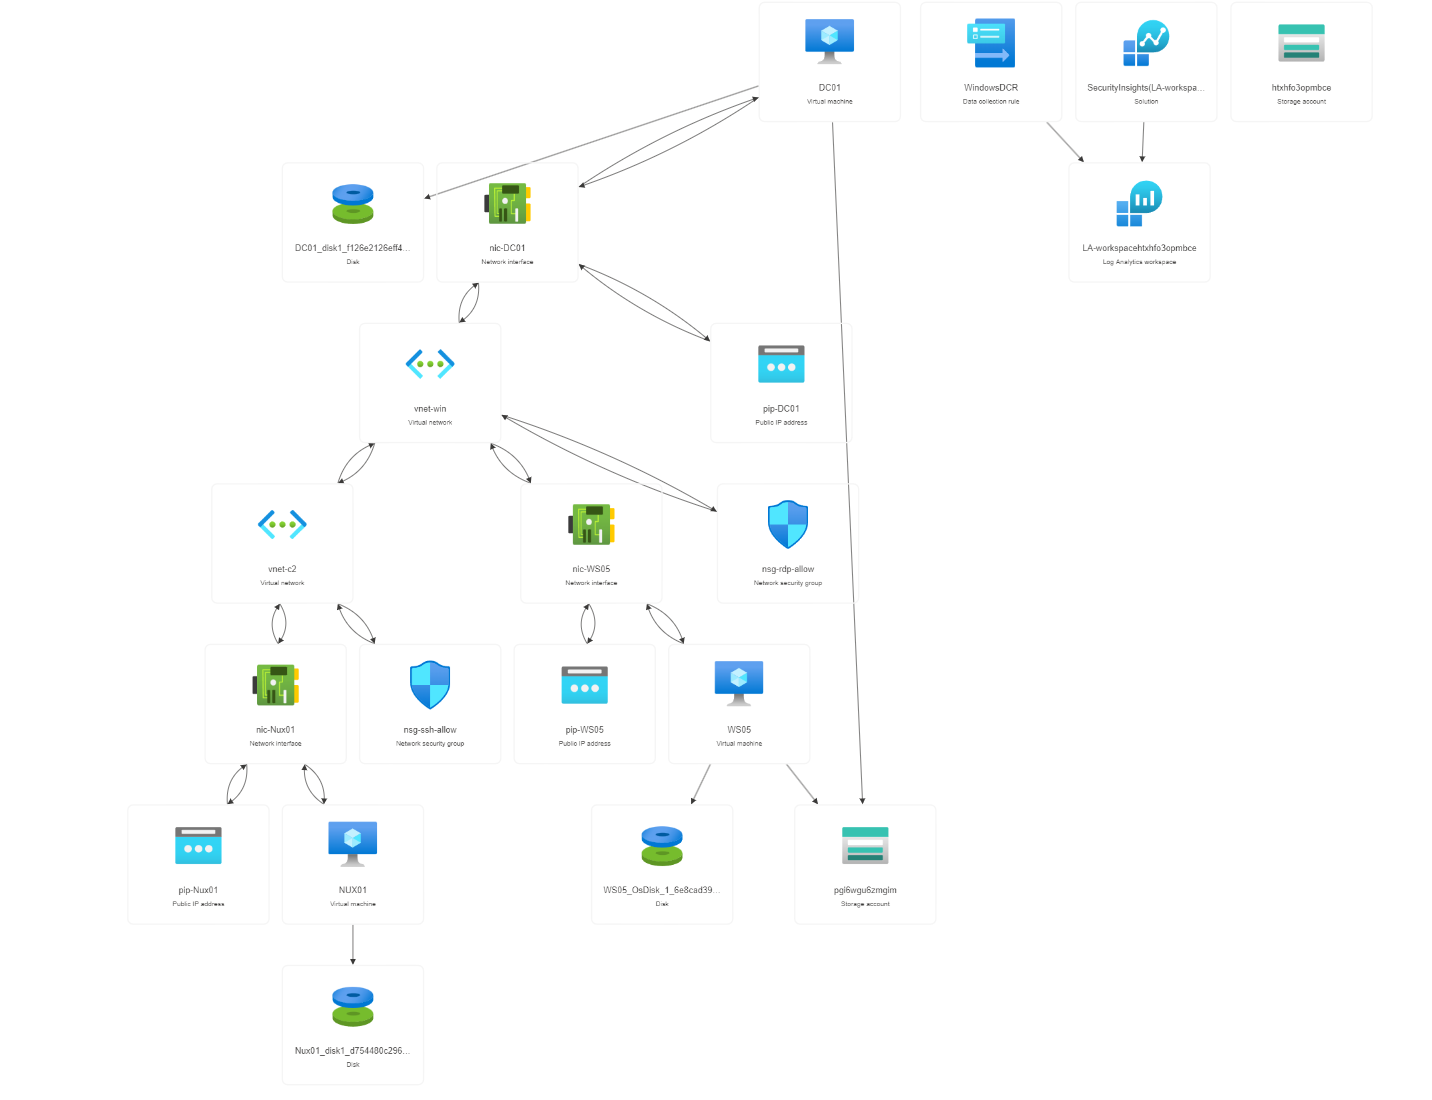 DC01
Virtual machine
WindowsDCR
Data collection rule
SecurityInsights(LA-workspa...
Solution
htxhfo3opmbce
Storage account
DC01_disk1_f126e2126eff4...
Disk
nic-DC01
Network interface
LA-workspacehtxhfo3opmbce
Log Analytics workspace
vnet-win
Virtual network
pip-DC01
Public IP address
vnet-c2
Virtual network
nic-WS05
Network interface
nsg-rdp-allow
Network security group
nic-Nux01
Network interface
nsg-ssh-allow
Network security group
pip-WS05
Public IP address
WS05
Virtual machine
pip-Nux01
Public IP address
NUX01
Virtual machine
WS05_OsDisk_1_6e8cad39...
Disk
pgi6wgu6zmgim
Storage account
Nux01_disk1_d754480c296...
Disk